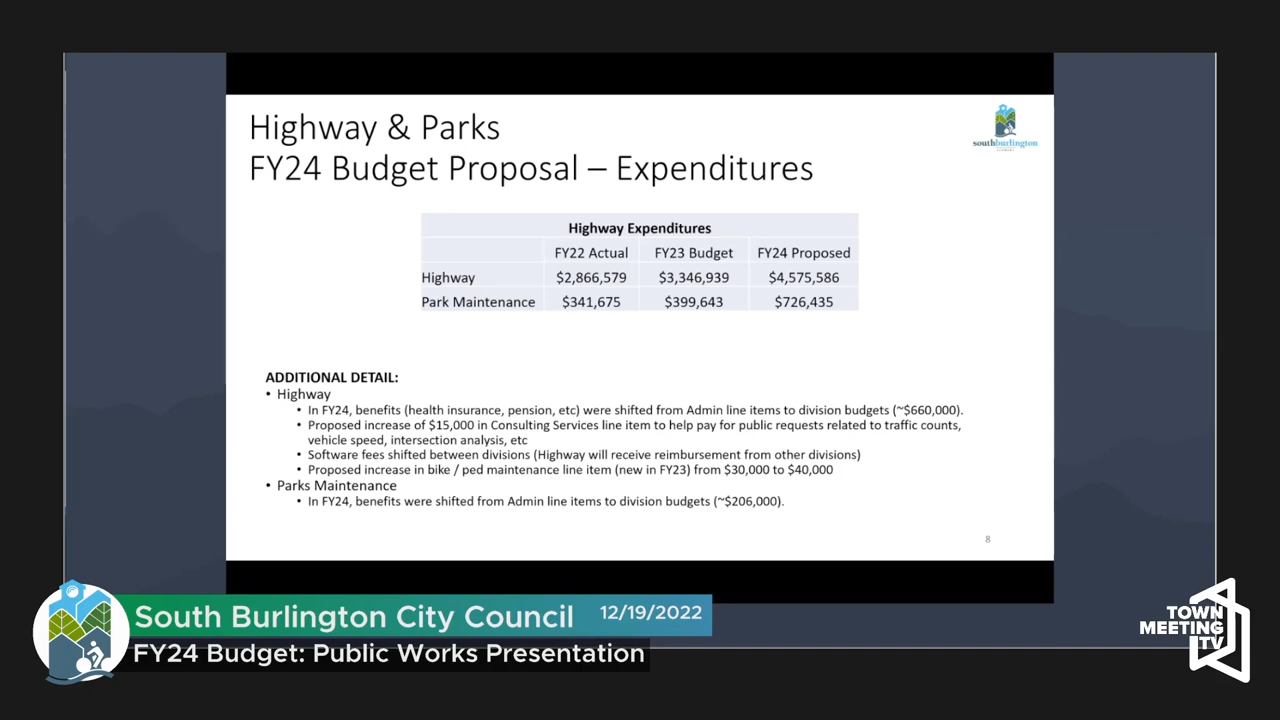 Highway & Parks
FY24 Budget Proposal – Expenditures
southburlington
Highway Expenditures
FY22 Actual FY23 Budget FY24 Proposed
Highway $2,866,579 $3,346,939 $4,575,586
Park Maintenance $341,675 $399,643 $726,435
ADDITIONAL DETAIL:
• Highway
• In FY24, benefits (health insurance, pension, etc) were shifted from Admin line items to division budgets (~$660,000).
• Proposed increase of $15,000 in Consulting Services line item to help pay for public requests related to traffic counts,
vehicle speed, intersection analysis, etc
• Software fees shifted between divisions (Highway will receive reimbursement from other divisions)
• Proposed increase in bike / ped maintenance line item (new in FY23) from $30,000 to $40,000
• Parks Maintenance
• In FY24, benefits were shifted from Admin line items to division budgets (~$206,000).
8
South Burlington City Council 12/19/2022
FY24 Budget: Public Works Presentation
TOWN
MEETING
TV